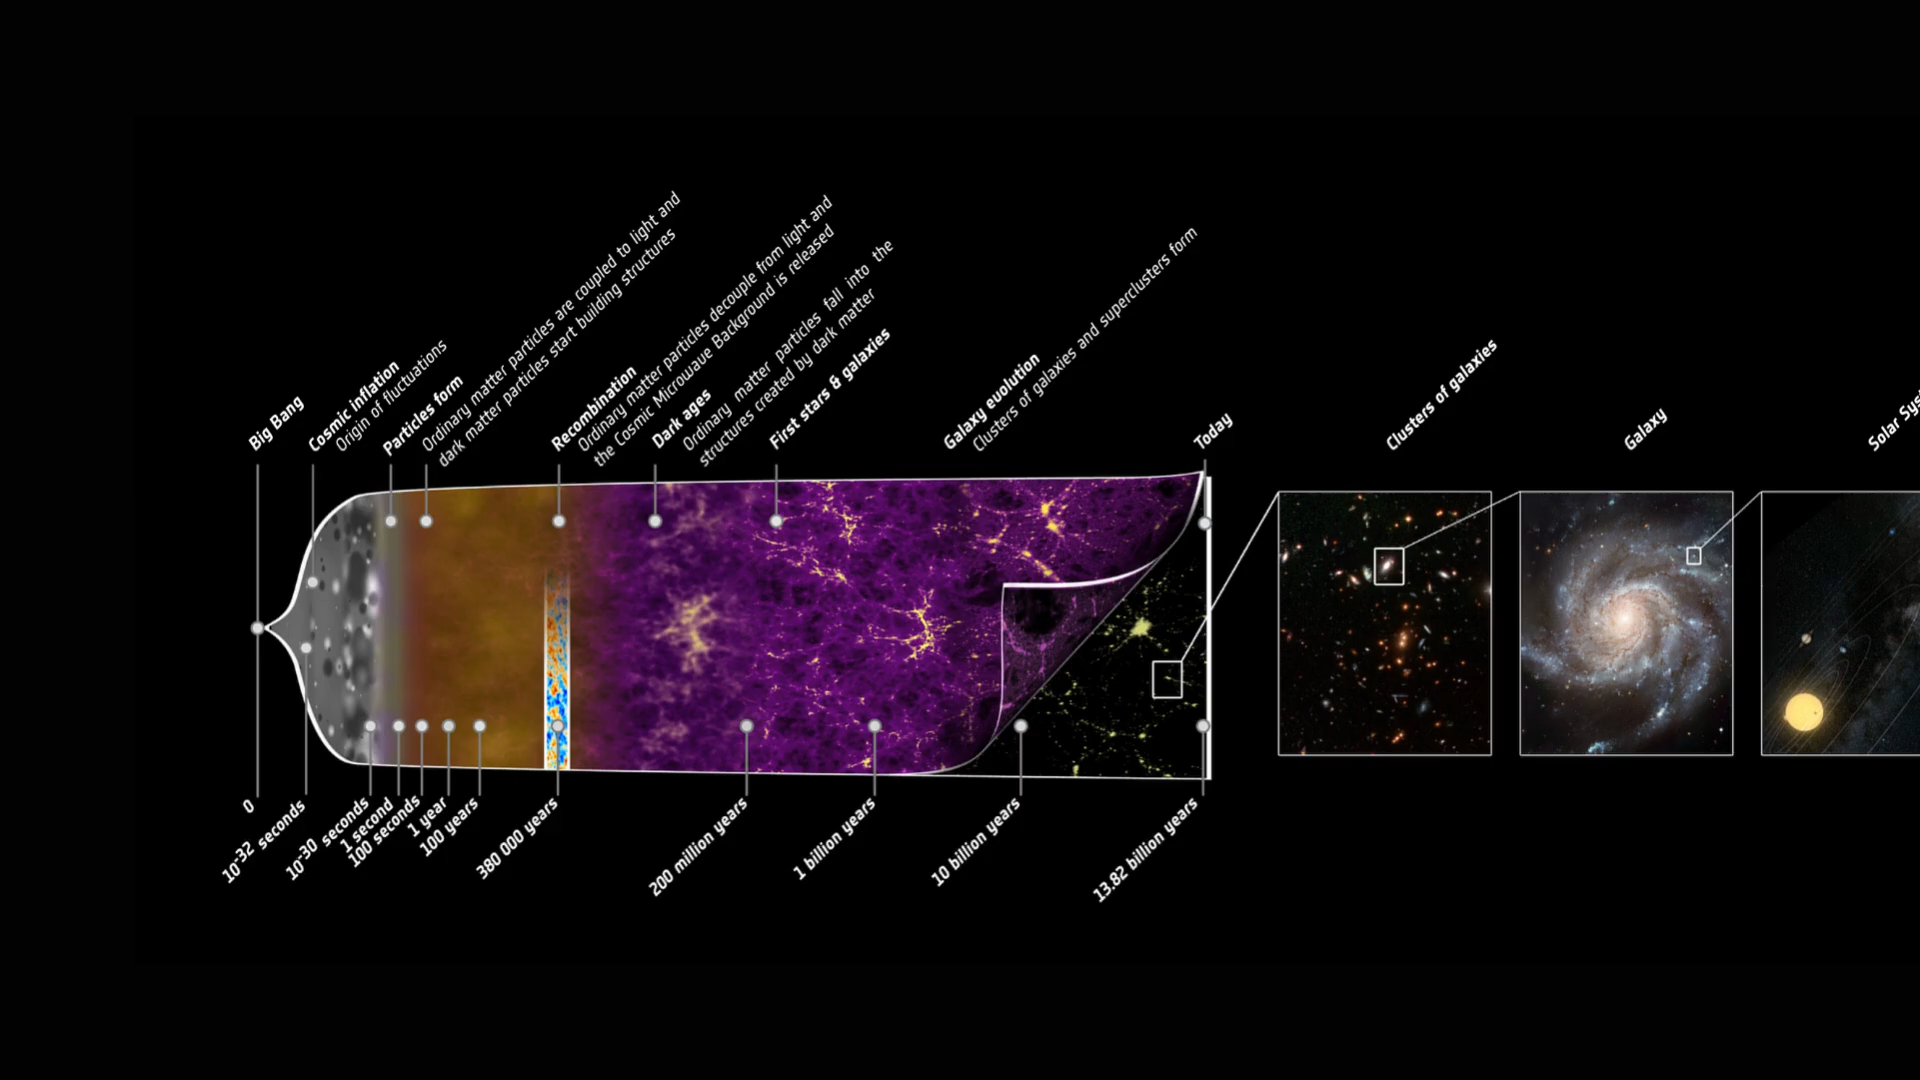 Big Bang
Cosmic inflation
Origin of fluctuations
Particles form
Ordinary matter particles are coupled to light and
dark matter particles start building structures
Recombination
Ordinary matter particles decouple from light and
the Cosmic Microwave Background is released
Dark ages
Ordinary matter particles fall into the
structures created by dark matter
First stars & galaxies
Galaxy evolution
Clusters of galaxies and superclusters form
Today
Clusters of galaxies
Galaxy
Solar Sys
0
10-32 seconds
10-30 seconds
1 second
100 seconds
1 year
100 years
380 000 years
200 million years
1 billion years
10 billion years
13.82 billion years